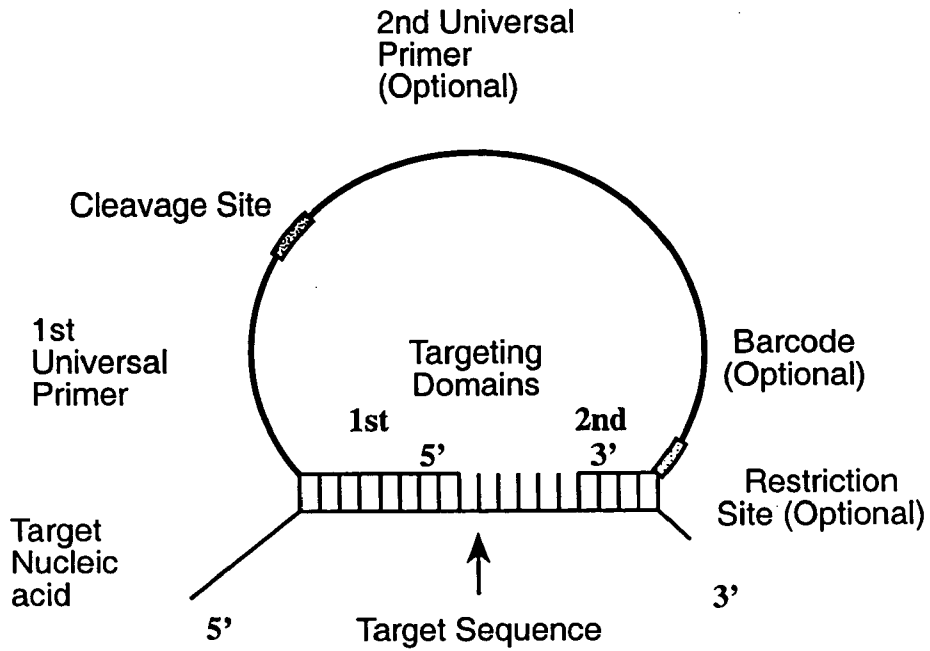 2nd Universal
Primer
(Optional)
Cleavage Site
1st
Universal
Primer
Targeting
Domains
Barcode
(Optional)
1st
2nd
5’
3’
Restriction
Site (Optional)
Target
Nucleic
acid
5’
Target Sequence
3’